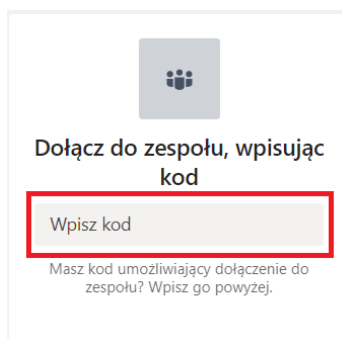 Dołącz do zespołu, wpisując
kod
Wpisz kod
Masz kod umożliwiający dołączenie do
zespołu? Wpisz go powyżej.